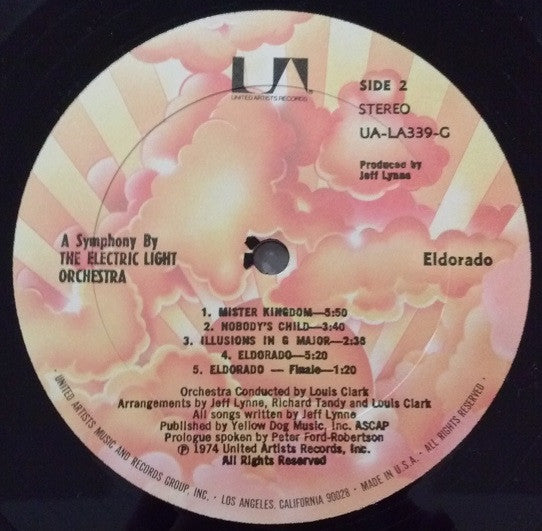 UA
UNITED ARTISTS RECORDS
SIDE 2
STEREO
UA-LA339-G
Produced by
Jeff Lynne
A Symphony By
THE ELECTRIC LIGHT
ORCHESTRA
Eldorado
1. MISTER KINGDOM—5:50
2. NOBODY'S CHILD—3:40
3. ILLUSIONS IN G MAJOR—2:36
4. ELDORADO—5:20
5. ELDORADO — Finale—1:20
Orchestra Conducted by Louis Clark
Arrangements by Jeff Lynne, Richard Tandy and Louis Clark
All songs written by Jeff Lynne
Published by Yellow Dog Music, Inc. ASCAP
Prologue spoken by Peter Ford-Robertson
Ⓟ 1974 United Artists Records, Inc.
All Rights Reserved
· UNITED ARTISTS MUSIC AND RECORDS GROUP, INC. · LOS ANGELES, CALIFORNIA 90028 · MADE IN U.S.A. · ALL RIGHTS RESERVED ·